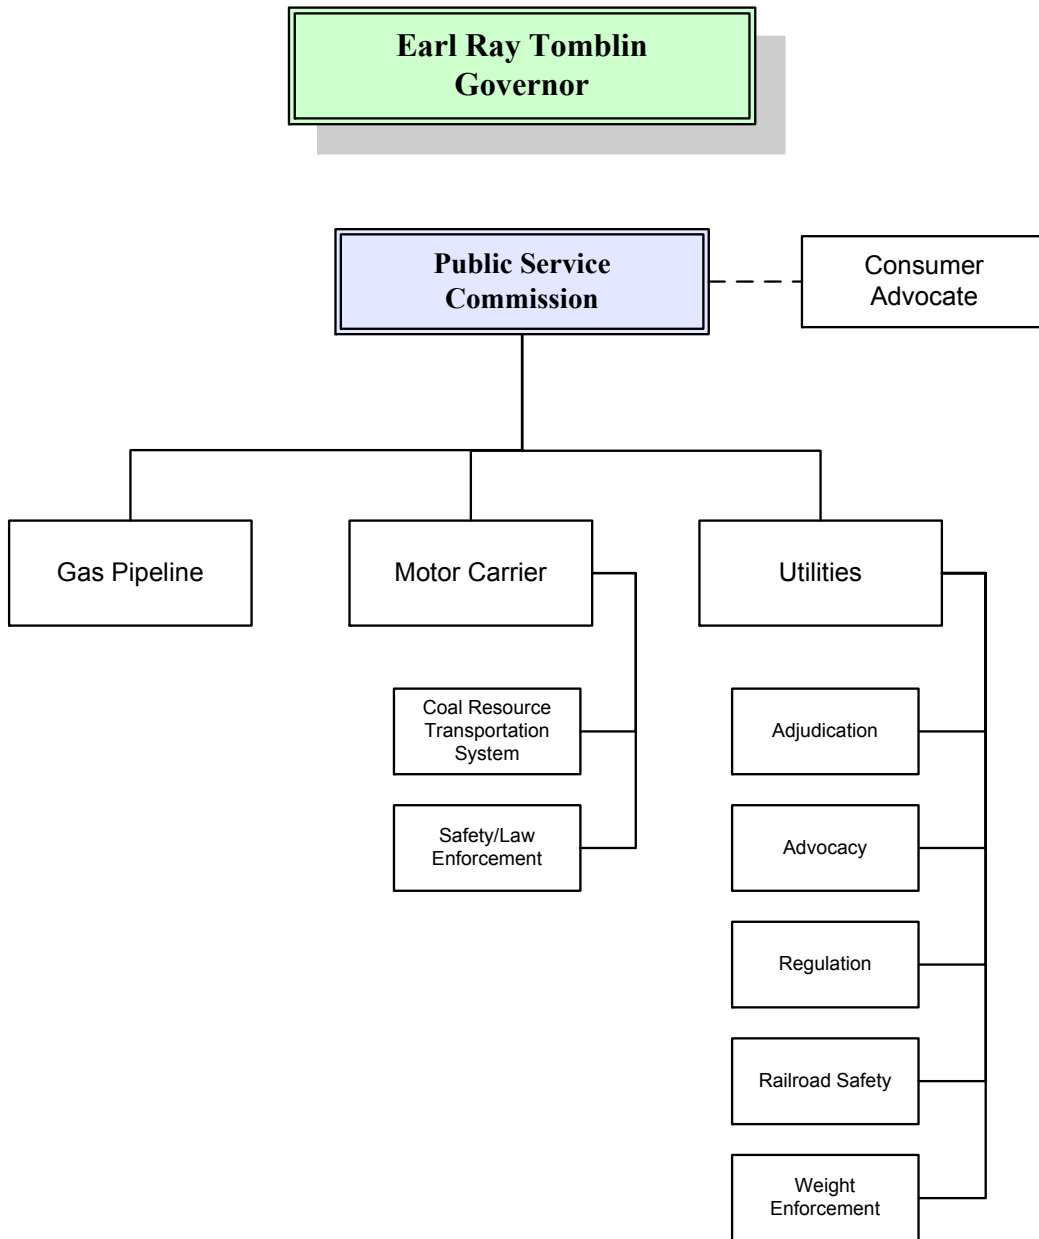 Earl Ray Tomblin
Governor
Public Service
Commission
Consumer
Advocate
Gas Pipeline
Motor Carrier
Utilities
Coal Resource
Transportation
System
Safety/Law
Enforcement
Adjudication
Advocacy
Regulation
Railroad Safety
Weight
Enforcement